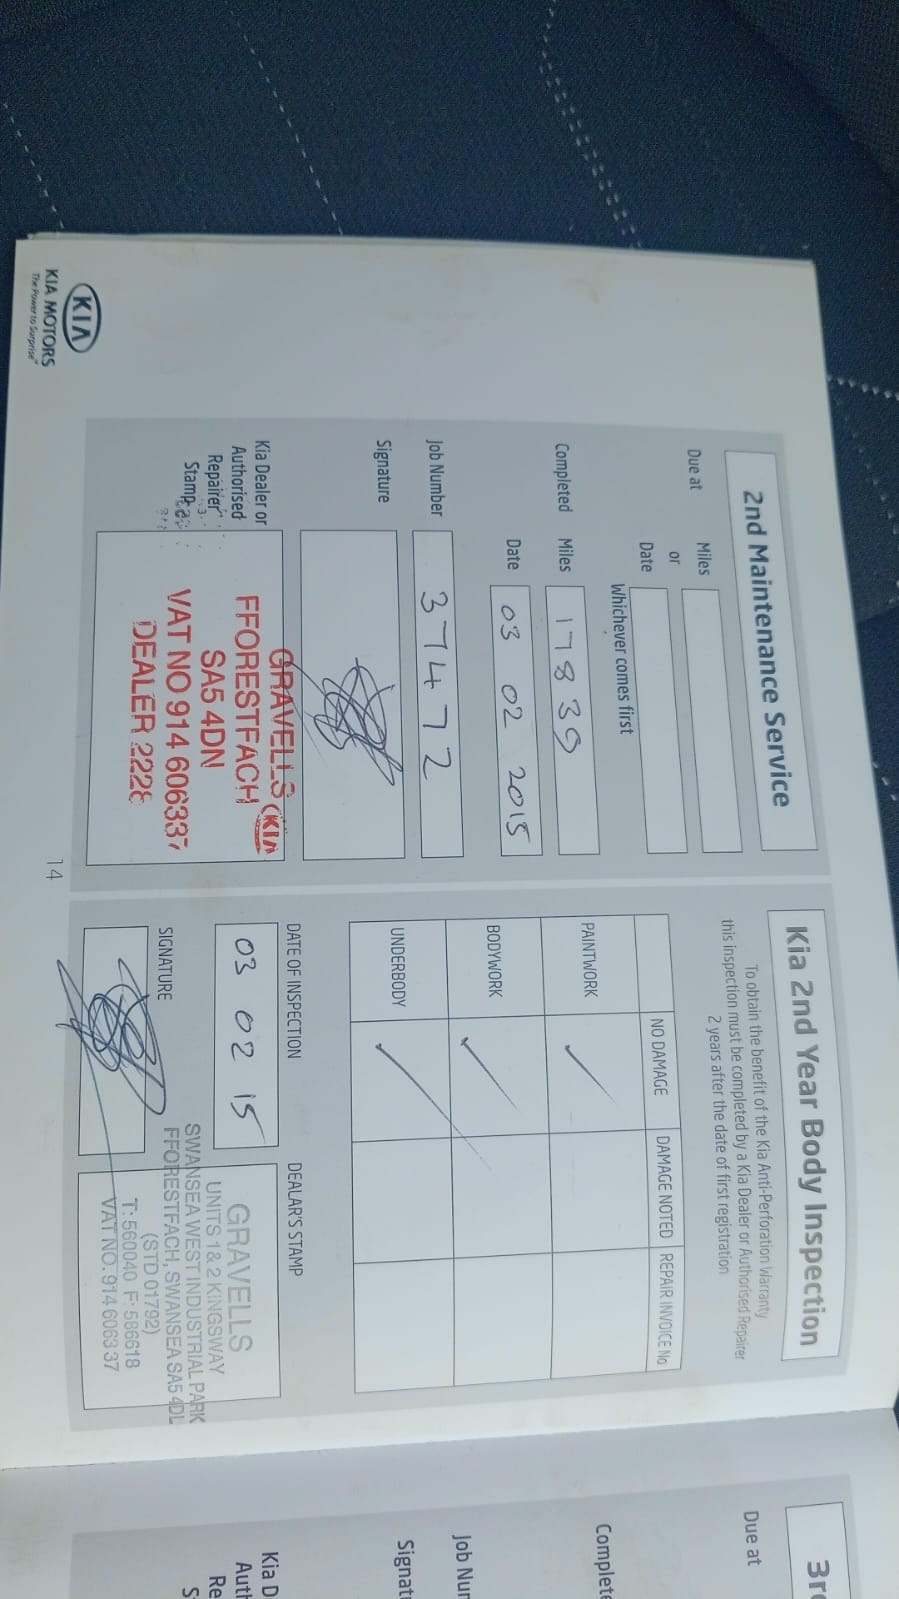 2nd Maintenance Service
Due at Miles
or
Date
Whichever comes first
Completed Miles 17839
Date 03 02 2015
Job Number 37472
Signature
Kia Dealer or
Authorised
Repairer
Stamp
GRAVELLS KIA
FFORESTFACH
SA5 4DN
VAT NO 914 606337
DEALER 2228
Kia 2nd Year Body Inspection
To obtain the benefit of the Kia Anti-Perforation Warranty
this inspection must be completed by a Kia Dealer or Authorised Repairer
2 years after the date of first registration
NO DAMAGE DAMAGE NOTED REPAIR INVOICE No
PAINTWORK ✓
BODYWORK ✓
UNDERBODY ✓
DATE OF INSPECTION DEALAR'S STAMP
03 02 15
SIGNATURE
GRAVELLS
UNITS 1 & 2 KINGSWAY
SWANSEA WEST INDUSTRIAL PARK
FFORESTFACH, SWANSEA SA5 4DL
(STD 01792)
T: 560040 F: 586618
VAT NO. 914 6063 37
KIA
KIA MOTORS
The Power to Surprise™
14
3r
Due at
Complete
Job Nu
Signat
Kia D
Auth
Re
S